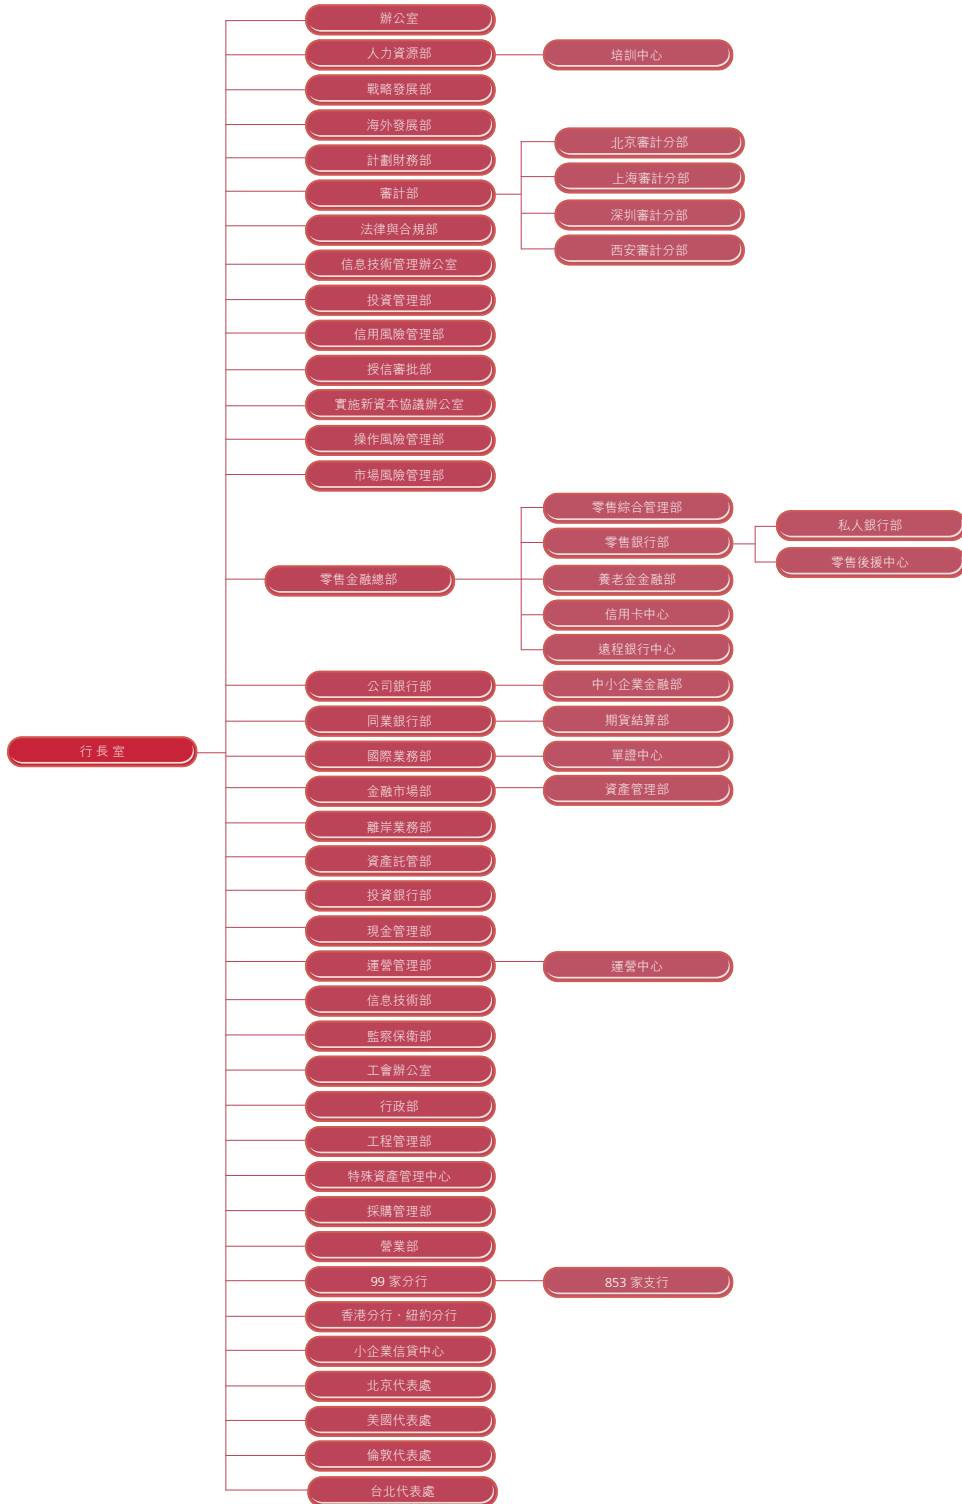 辦公室
人力資源部
培訓中心
戰略發展部
海外發展部
計劃財務部
審計部
北京審計分部
上海審計分部
深圳審計分部
西安審計分部
法律與合規部
信息技術管理辦公室
投資管理部
信用風險管理部
授信審批部
實施新資本協議辦公室
操作風險管理部
市場風險管理部
零售金融總部
零售綜合管理部
零售銀行部
私人銀行部
零售後援中心
養老金金融部
信用卡中心
遠程銀行中心
公司銀行部
中小企業金融部
同業銀行部
期貨結算部
行長室
國際業務部
單證中心
金融市場部
資產管理部
離岸業務部
資產託管部
投資銀行部
現金管理部
運營管理部
運營中心
信息技術部
監察保衛部
工會辦公室
行政部
工程管理部
特殊資產管理中心
採購管理部
營業部
99 家分行
853 家支行
香港分行、紐約分行
小企業信貸中心
北京代表處
美國代表處
倫敦代表處
台北代表處